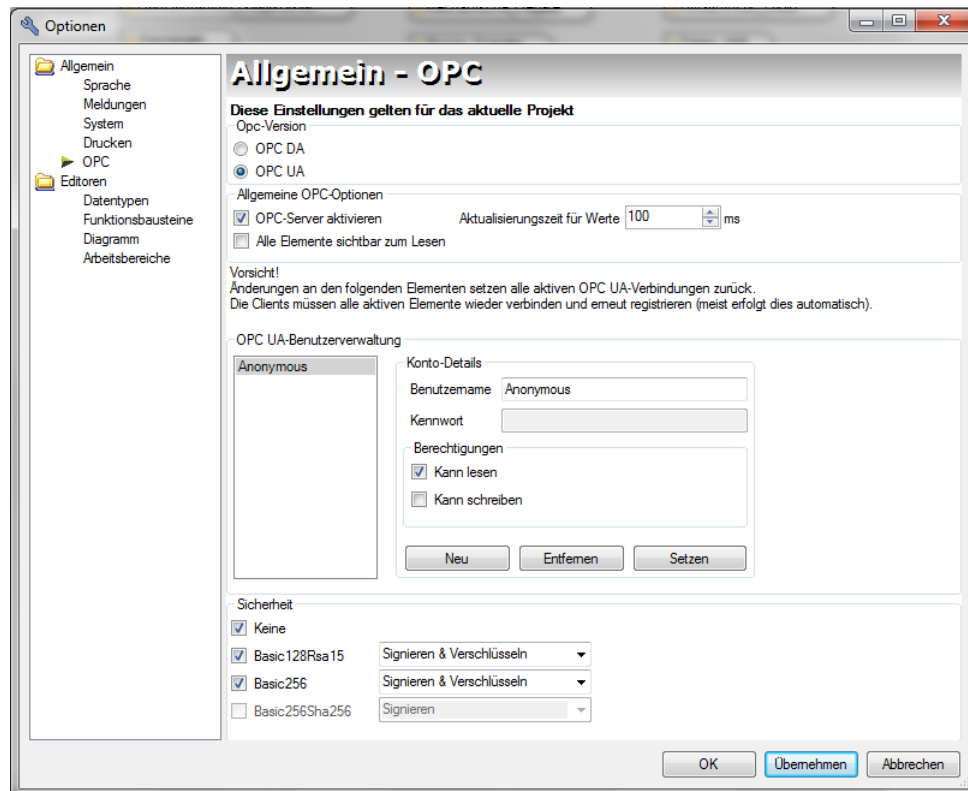 Optionen
Allgemein
Sprache
Meldungen
System
Drucken
OPC
Editoren
Datentypen
Funktionsbausteine
Diagramm
Arbeitsbereiche
Allgemein - OPC
Diese Einstellungen gelten für das aktuelle Projekt
Opc-Version
OPC DA
OPC UA
Allgemeine OPC-Optionen
OPC-Server aktivieren Aktualisierungszeit für Werte 100 ms
Alle Elemente sichtbar zum Lesen
Vorsicht!
Änderungen an den folgenden Elementen setzen alle aktiven OPC UA-Verbindungen zurück.
Die Clients müssen alle aktiven Elemente wieder verbinden und erneut registrieren (meist erfolgt dies automatisch).
OPC UA-Benutzerverwaltung
Anonymous
Konto-Details
Benutzername Anonymous
Kennwort
Berechtigungen
Kann lesen
Kann schreiben
Neu Entfernen Setzen
Sicherheit
Keine
Basic128Rsa15 Signieren & Verschlüsseln
Basic256 Signieren & Verschlüsseln
Basic256Sha256 Signieren
OK Übernehmen Abbrechen